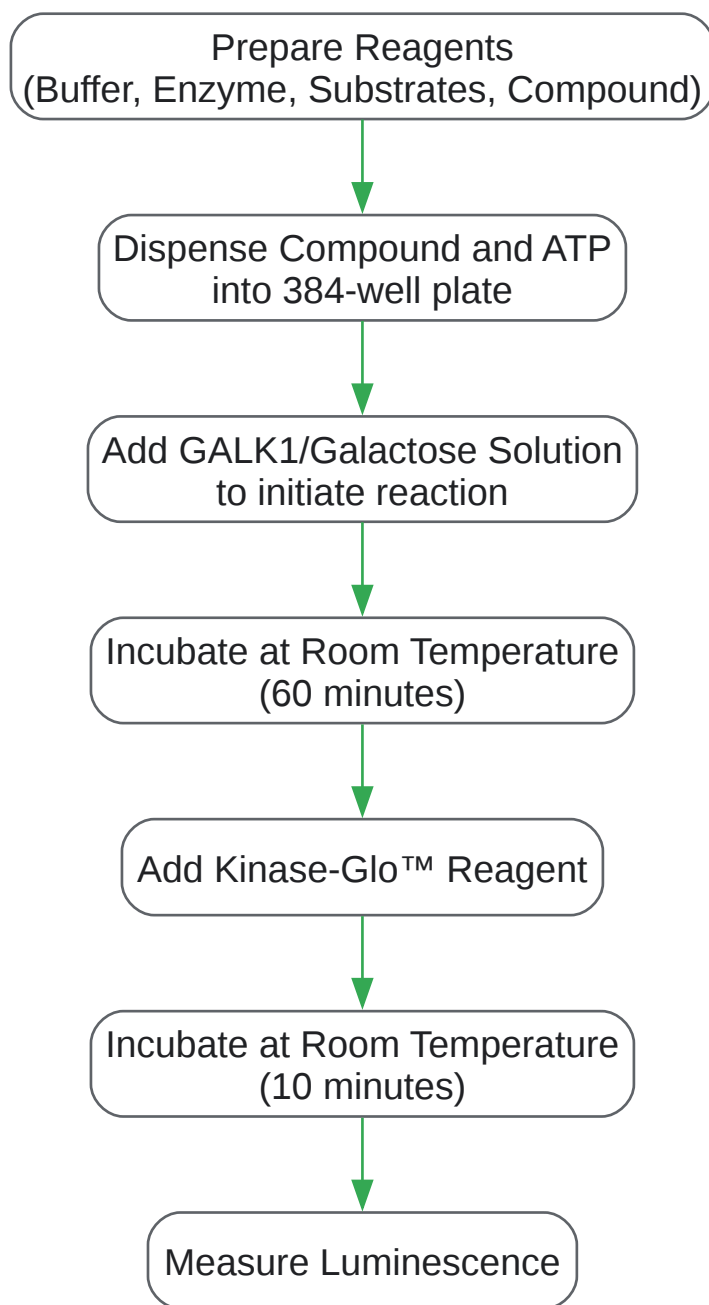 Prepare Reagents
(Buffer, Enzyme, Substrates, Compound)
Dispense Compound and ATP
into 384-well plate
Add GALK1/Galactose Solution
to initiate reaction
Incubate at Room Temperature
(60 minutes)
Add Kinase-Glo™ Reagent
Incubate at Room Temperature
(10 minutes)
Measure Luminescence